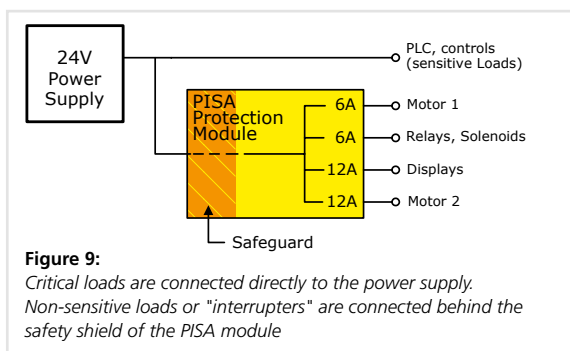 24V
Power
Supply
PLC, controls
(sensitive Loads)
PISA
Protection
Module
6A
Motor 1
6A
Relays, Solenoids
12A
Displays
12A
Motor 2
Safeguard
Figure 9:
Critical loads are connected directly to the power supply.
Non-sensitive loads or "interrupters" are connected behind the
safety shield of the PISA module